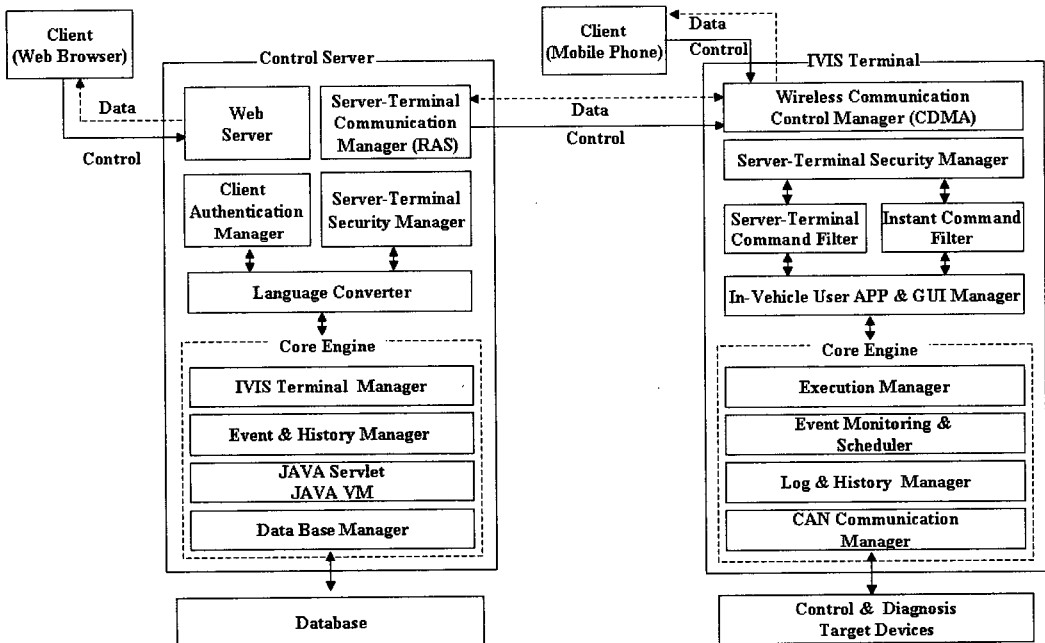 Client
(Web Browser)
Data
Control
Control Server
Web
Server
Server-Terminal
Communication
Manager (RAS)
Client
Authentication
Manager
Server-Terminal
Security Manager
Language Converter
Core Engine
IVIS Terminal Manager
Event & History Manager
JAVA Servlet
JAVA VM
Data Base Manager
Database
Client
(Mobile Phone)
Data
Control
Data
Control
IVIS Terminal
Wireless Communication
Control Manager (CDMA)
Server-Terminal Security Manager
Server-Terminal
Command Filter
Instant Command
Filter
In-Vehicle User APP & GUI Manager
Core Engine
Execution Manager
Event Monitoring &
Scheduler
Log & History Manager
CAN Communication
Manager
Control & Diagnosis
Target Devices